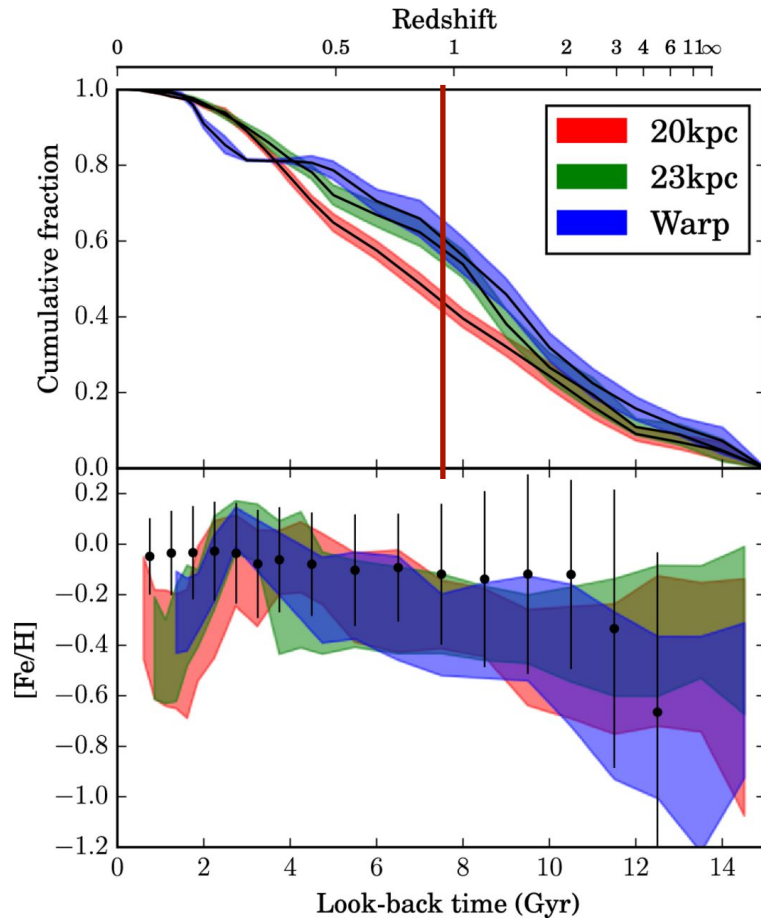 Redshift
0 0.5 1 2 3 4 6 11 ∞
1.0
20kpc
23kpc
Warp
0.8
0.6
0.4
0.2
0.0
Cumulative fraction
0.2
0.0
−0.2
−0.4
−0.6
−0.8
−1.0
−1.2
[Fe/H]
0 2 4 6 8 10 12 14
Look-back time (Gyr)